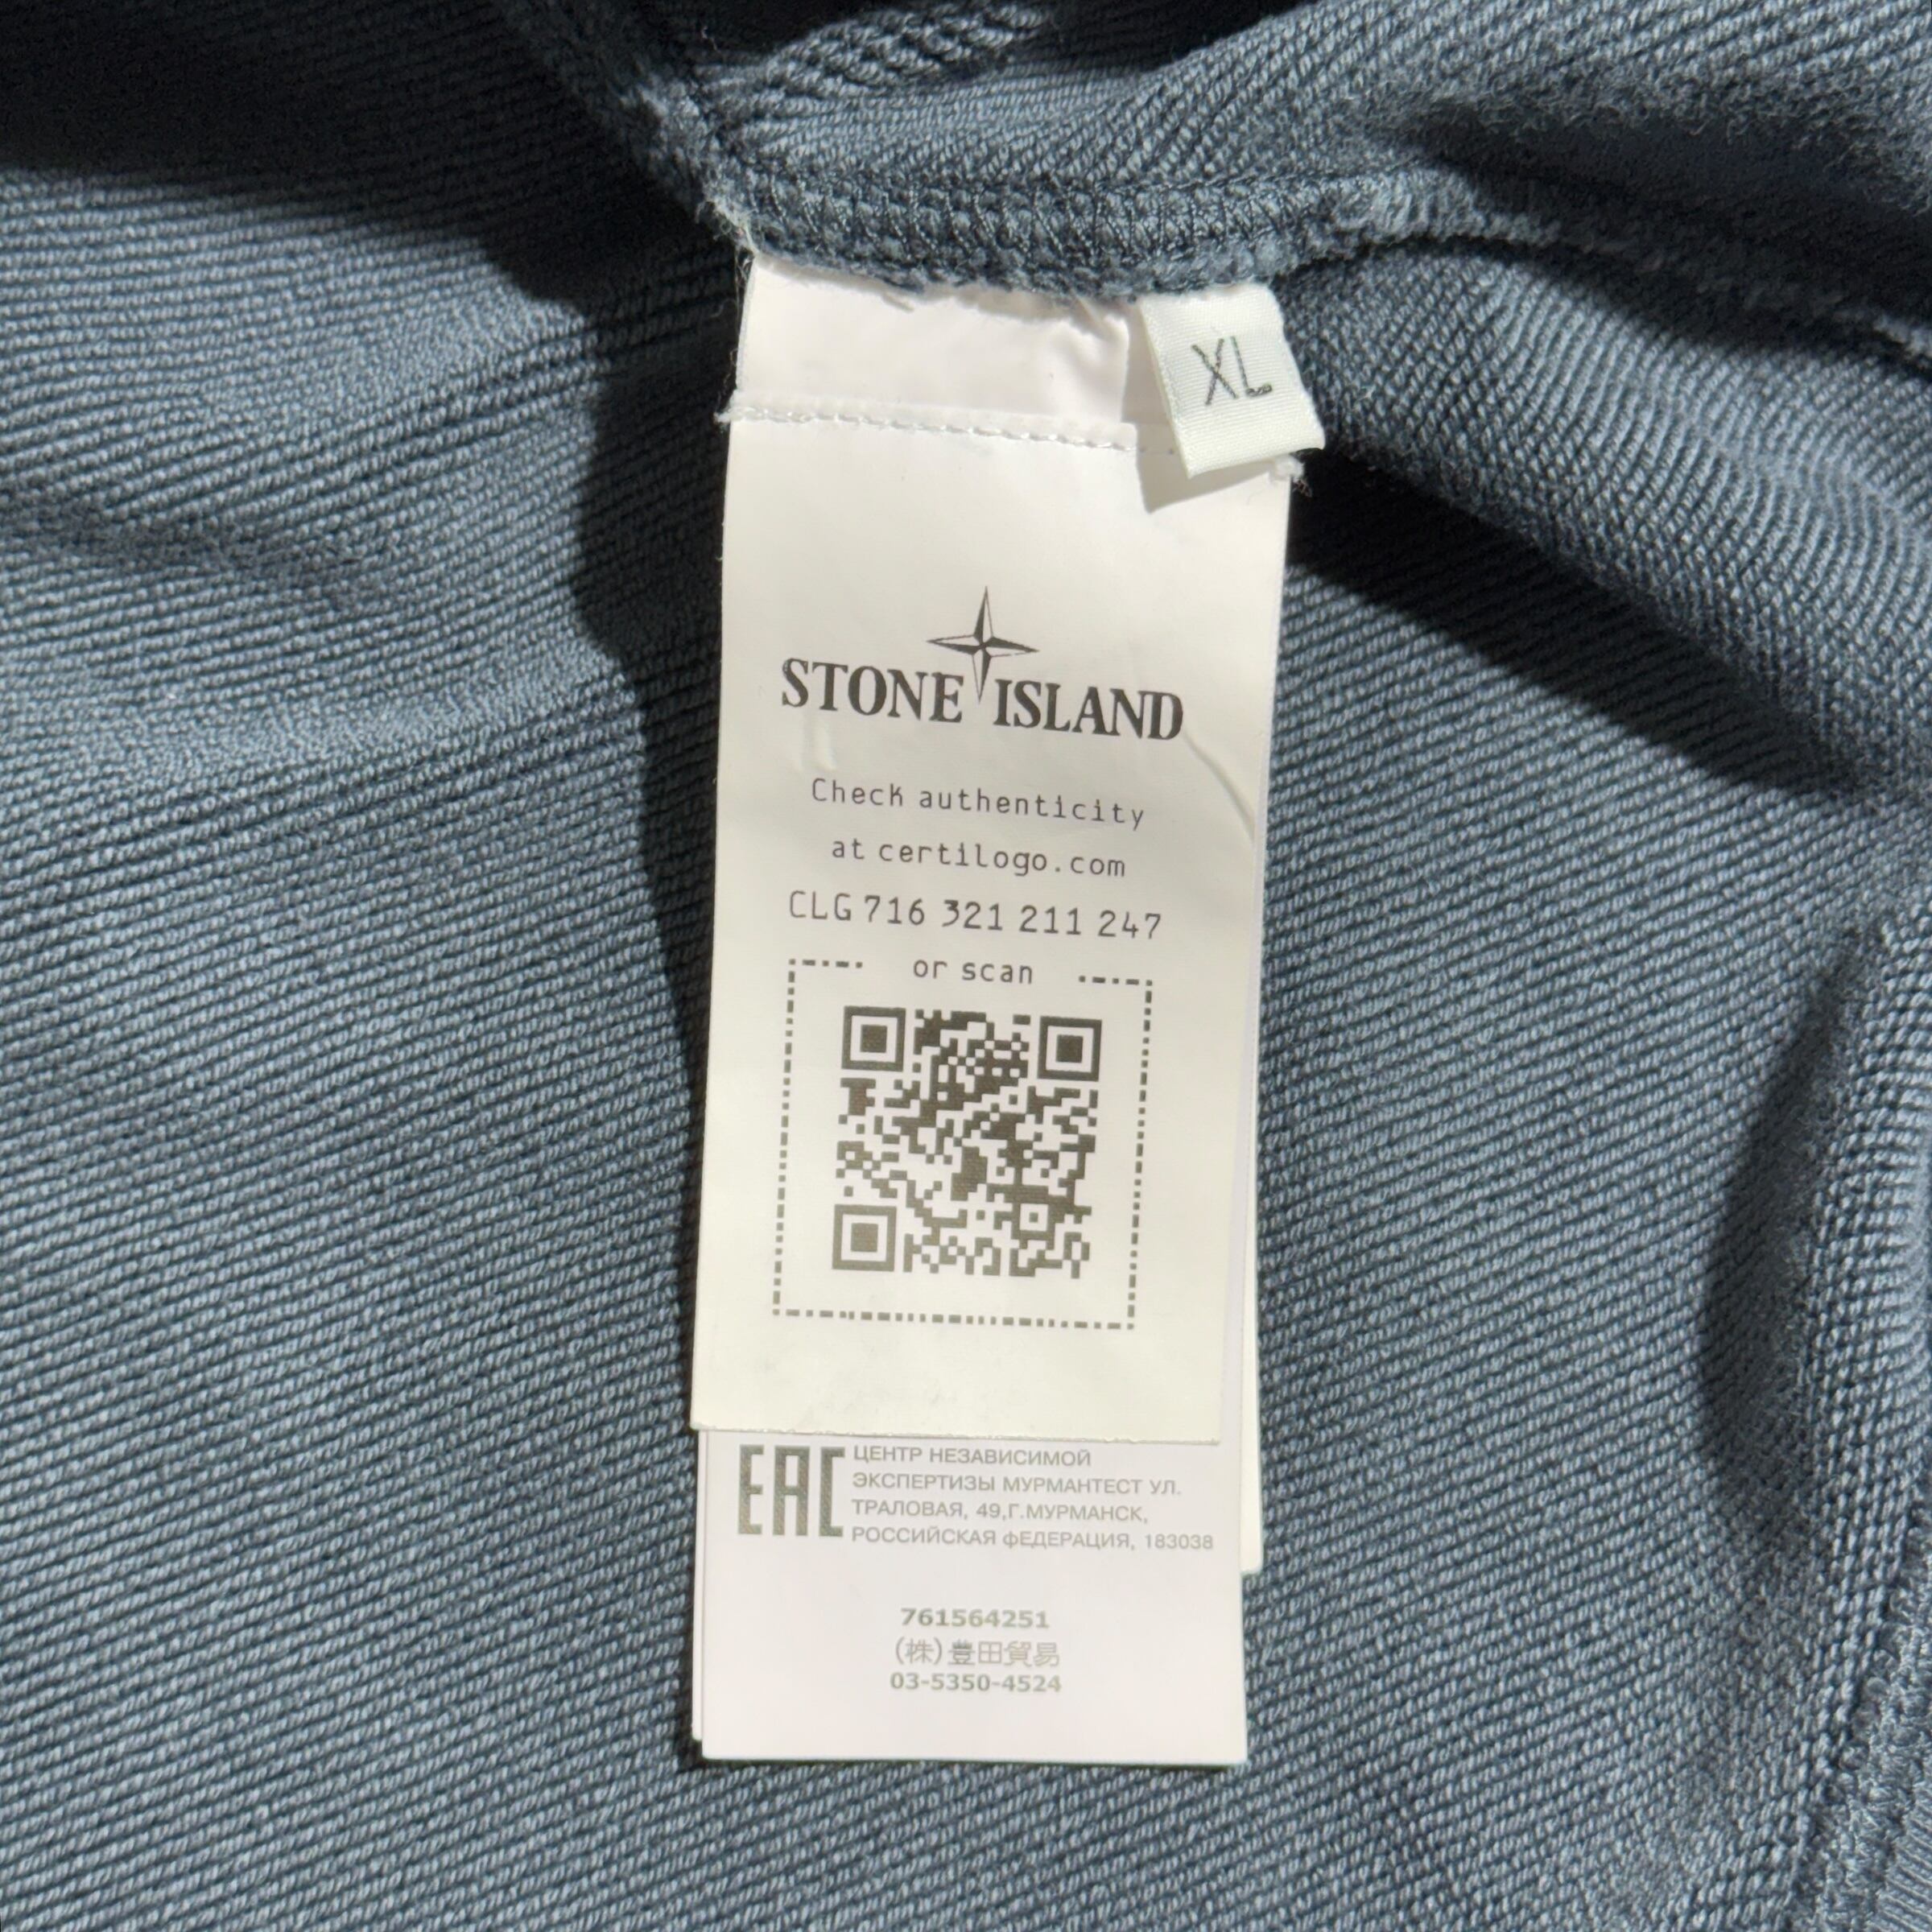 XL
STONE ISLAND
Check authenticity
at certilogo.com
CLG 716 321 211 247
or scan
EAC
ЦЕНТР НЕЗАВИСИМОЙ
ЭКСПЕРТИЗЫ МУРМАНТЕСТ УЛ.
ТРАЛОВАЯ, 49,Г.МУРМАНСК,
РОССИЙСКАЯ фЕДЕРАЦИЯ, 183038
761564251
(株)豊田貿易
03-5350-4524